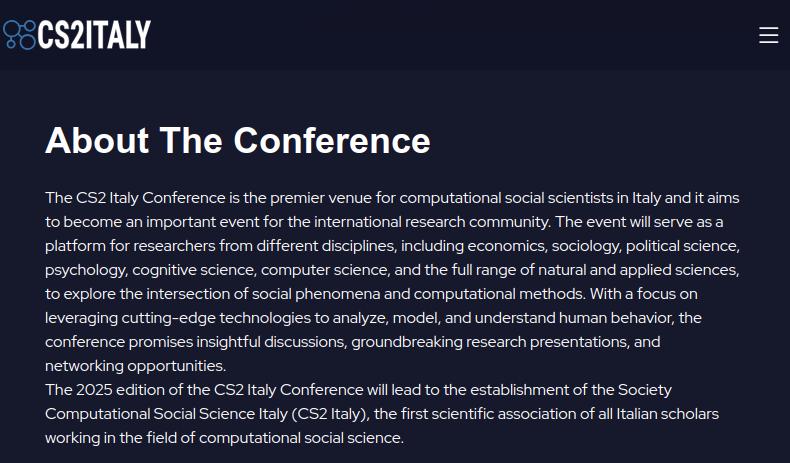 CS2ITALY
About The Conference
The CS2 Italy Conference is the premier venue for computational social scientists in Italy and it aims
to become an important event for the international research community. The event will serve as a
platform for researchers from different disciplines, including economics, sociology, political science,
psychology, cognitive science, computer science, and the full range of natural and applied sciences,
to explore the intersection of social phenomena and computational methods. With a focus on
leveraging cutting-edge technologies to analyze, model, and understand human behavior, the
conference promises insightful discussions, groundbreaking research presentations, and
networking opportunities.
The 2025 edition of the CS2 Italy Conference will lead to the establishment of the Society
Computational Social Science Italy (CS2 Italy), the first scientific association of all Italian scholars
working in the field of computational social science.